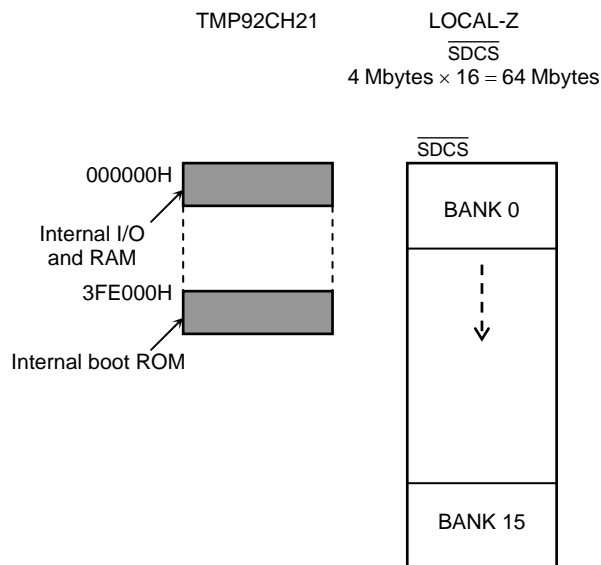 TMP92CH21
LOCAL-Z
SDCS
4 Mbytes × 16 = 64 Mbytes
SDCS
000000H
BANK 0
Internal I/O
and RAM
3FE000H
Internal boot ROM
BANK 15